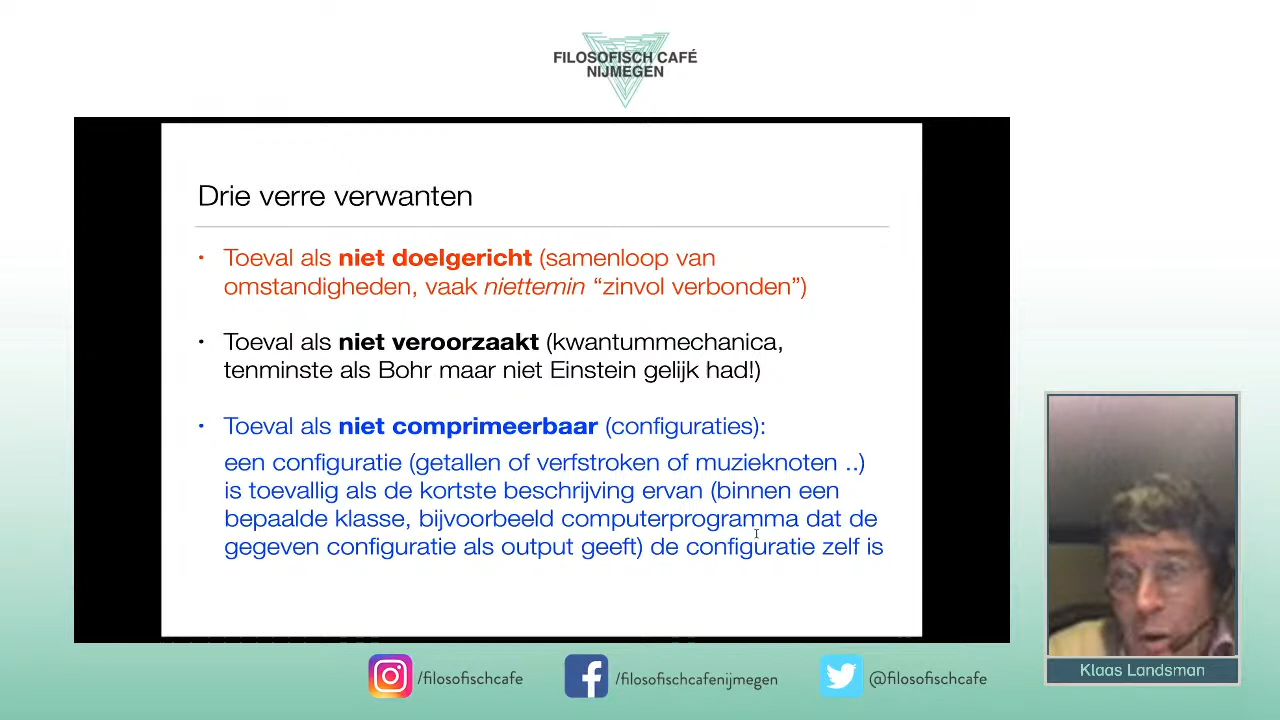 FILOSOFISCH CAFÉ
NIJMEGEN
Drie verre verwanten
• Toeval als niet doelgericht (samenloop van
omstandigheden, vaak niettemin “zinvol verbonden”)
• Toeval als niet veroorzaakt (kwantummechanica,
tenminste als Bohr maar niet Einstein gelijk had!)
• Toeval als niet comprimeerbaar (configuraties):
een configuratie (getallen of verfstroken of muzieknoten ..)
is toevallig als de kortste beschrijving ervan (binnen een
bepaalde klasse, bijvoorbeeld computerprogramma dat de
gegeven configuratie als output geeft) de configuratie zelf is
Klaas Landsman
/filosofischcafe
/filosofischcafenijmegen
@filosofischcafe